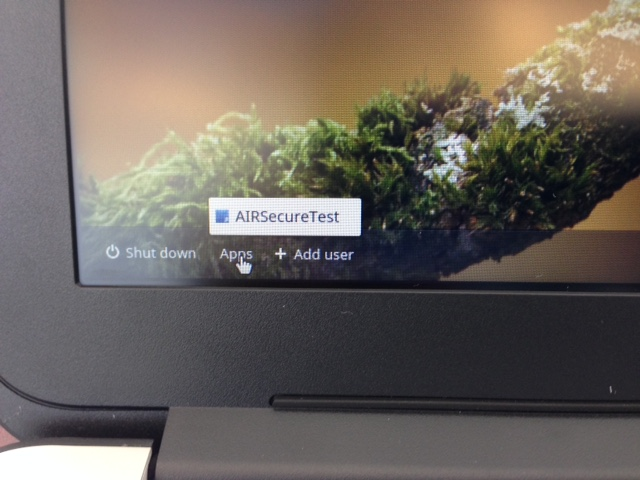 AIRSecureTest
Shut down Apps + Add user